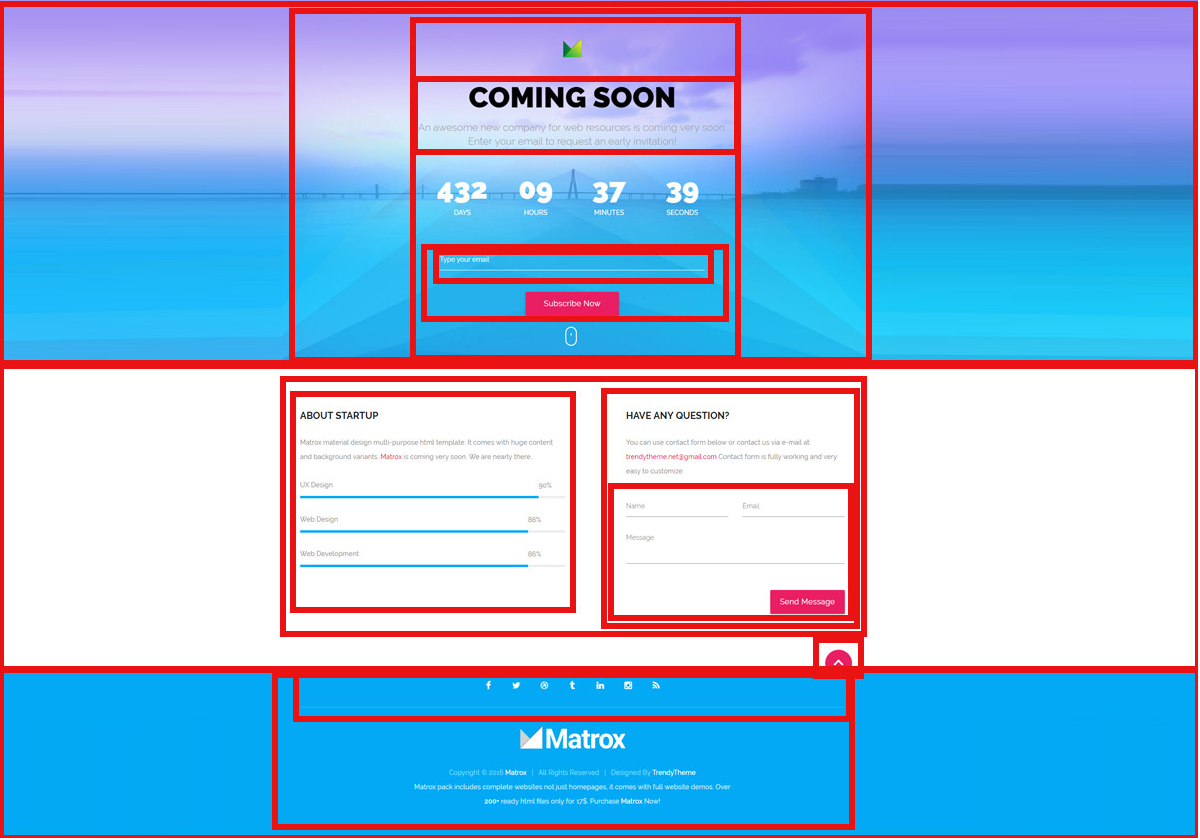 COMING SOON
An awesome new company for web resources is coming very soon.
Enter your email to request an early invitation!
432 09 37 39
DAYS HOURS MINUTES SECONDS
Type your email
Subscribe Now
ABOUT STARTUP
Matrox material design multi-purpose html template. It comes with huge content
and background variants. Matrox is coming very soon. We are nearly there..
UX Design 90%
Web Design 86%
Web Development 86%
HAVE ANY QUESTION?
You can use contact form below or contact us via e-mail at:
trendytheme.net@gmail.com Contact form is fully working and very
easy to customize.
Name Email
Message
Send Message
Matrox
Copyright © 2016 Matrox | All Rights Reserved | Designed By TrendyTheme
Matrox pack includes complete websites not just homepages, it comes with full website demos. Over
200+ ready html files only for 17$. Purchase Matrox Now!